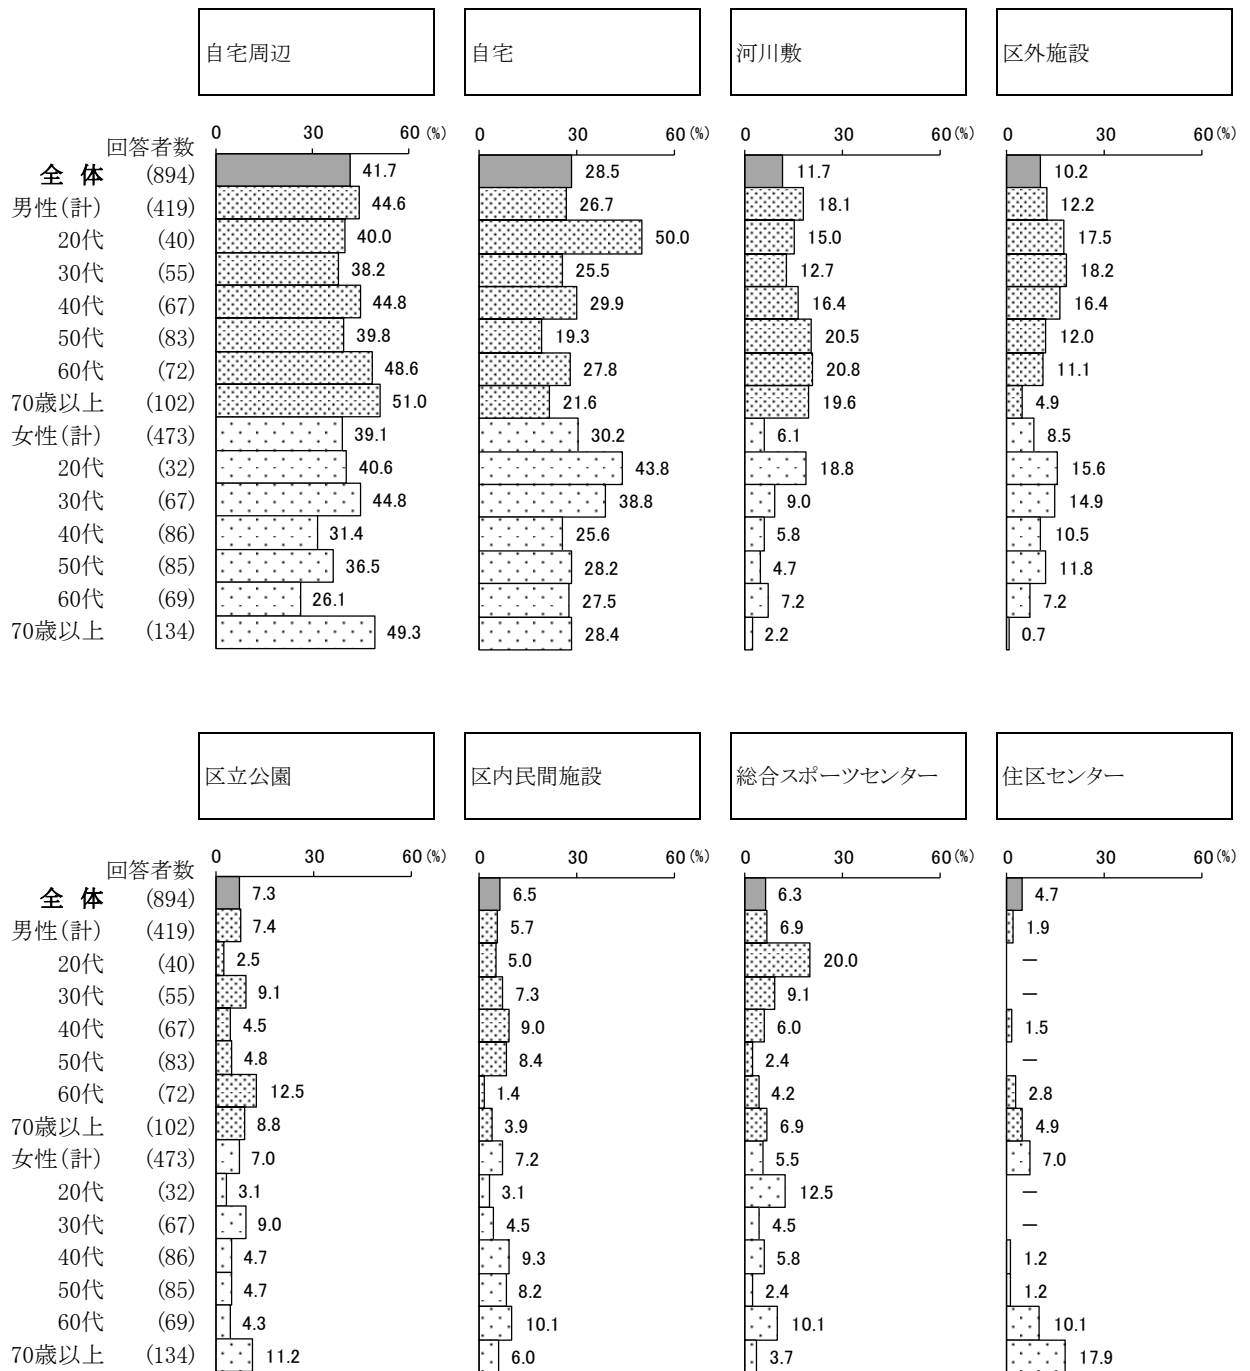 自宅周辺 自宅 河川敷 区外施設
0 30 60 (%) 0 30 60 (%) 0 30 60 (%) 0 30 60 (%)
回答者数
全 体 (894) 41.7 28.5 11.7 10.2
男性(計) (419) 44.6 26.7 18.1 12.2
20代 (40) 40.0 50.0 15.0 17.5
30代 (55) 38.2 25.5 12.7 18.2
40代 (67) 44.8 29.9 16.4 16.4
50代 (83) 39.8 19.3 20.5 12.0
60代 (72) 48.6 27.8 20.8 11.1
70歳以上 (102) 51.0 21.6 19.6 4.9
女性(計) (473) 39.1 30.2 6.1 8.5
20代 (32) 40.6 43.8 18.8 15.6
30代 (67) 44.8 38.8 9.0 14.9
40代 (86) 31.4 25.6 5.8 10.5
50代 (85) 36.5 28.2 4.7 11.8
60代 (69) 26.1 27.5 7.2 7.2
70歳以上 (134) 49.3 28.4 2.2 0.7
区立公園 区内民間施設 総合スポーツセンター 住区センター
0 30 60 (%) 0 30 60 (%) 0 30 60 (%) 0 30 60 (%)
回答者数
全 体 (894) 7.3 6.5 6.3 4.7
男性(計) (419) 7.4 5.7 6.9 1.9
20代 (40) 2.5 5.0 20.0 －
30代 (55) 9.1 7.3 9.1 －
40代 (67) 4.5 9.0 6.0 1.5
50代 (83) 4.8 8.4 2.4 －
60代 (72) 12.5 1.4 4.2 2.8
70歳以上 (102) 8.8 3.9 6.9 4.9
女性(計) (473) 7.0 7.2 5.5 7.0
20代 (32) 3.1 3.1 12.5 －
30代 (67) 9.0 4.5 4.5 －
40代 (86) 4.7 9.3 5.8 1.2
50代 (85) 4.7 8.2 2.4 1.2
60代 (69) 4.3 10.1 10.1 10.1
70歳以上 (134) 11.2 6.0 3.7 17.9